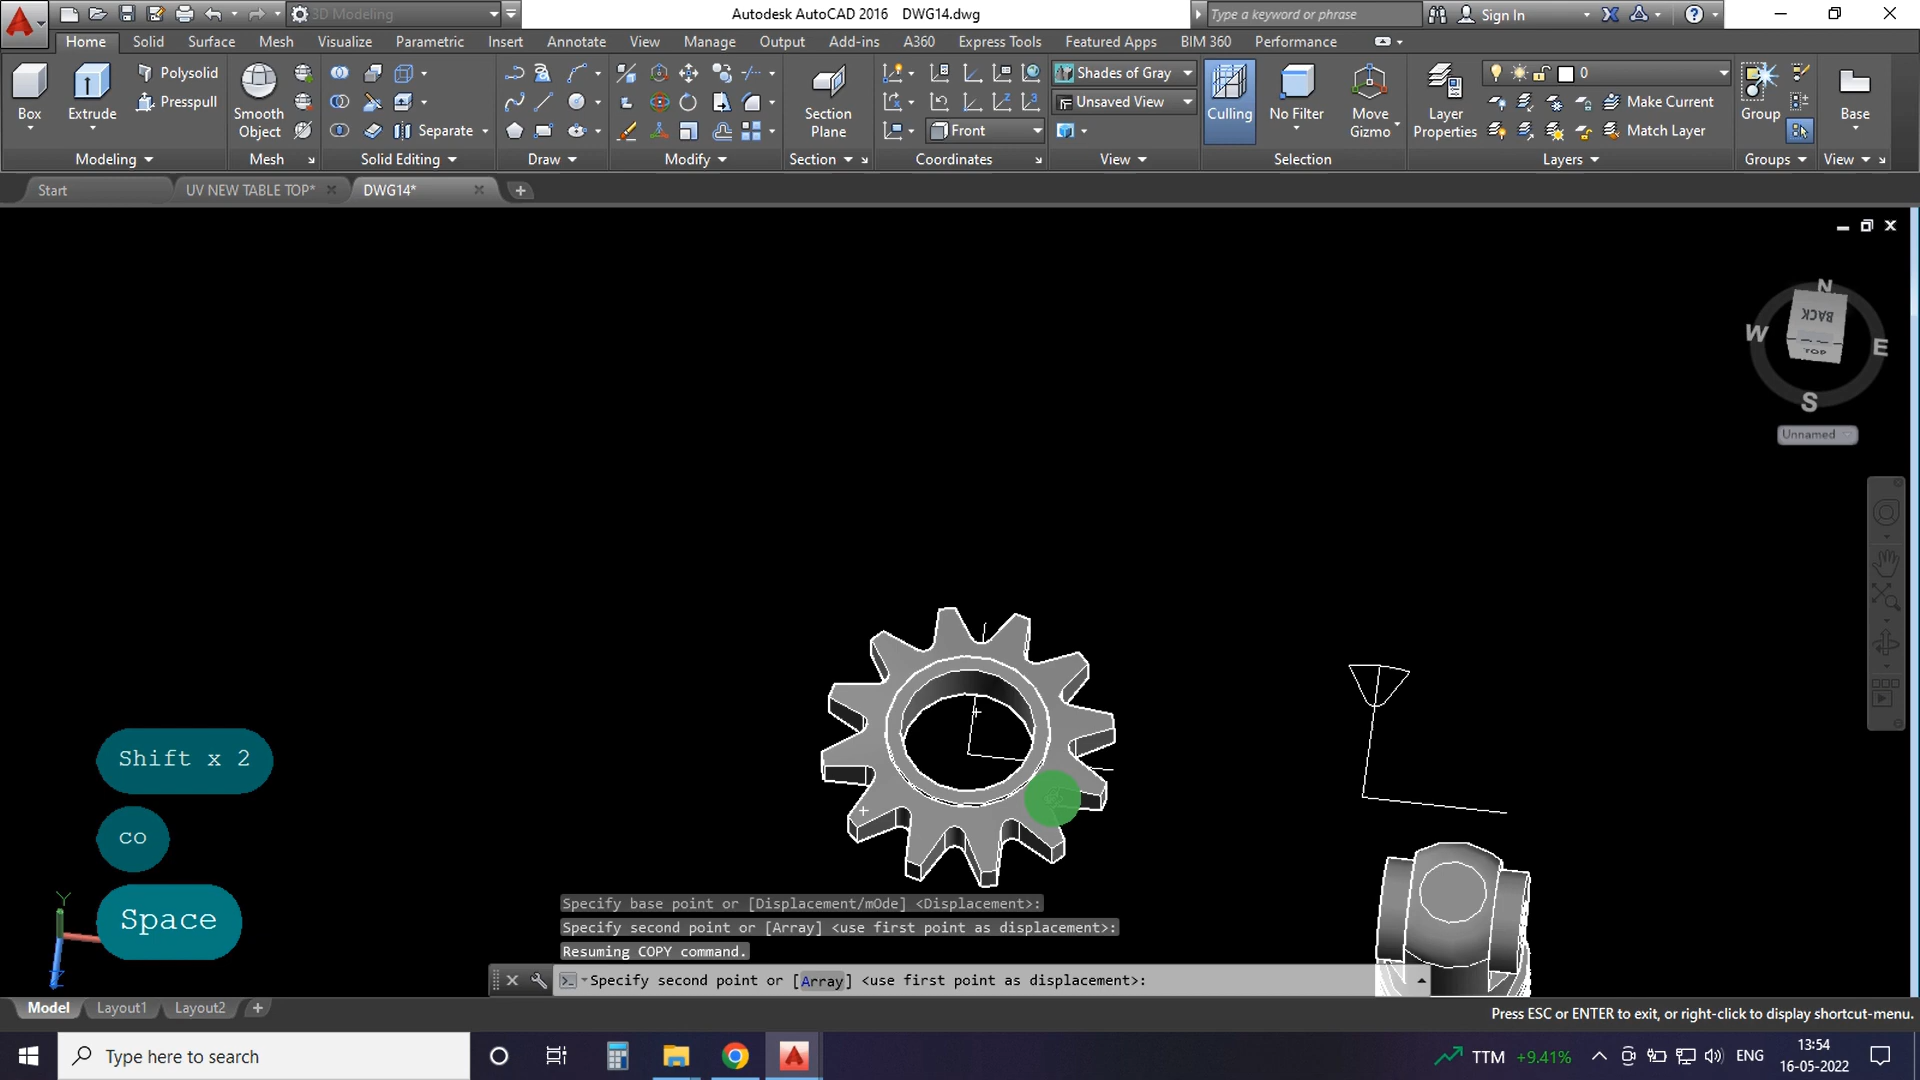 3D Modeling
Autodesk AutoCAD 2016 DWG14.dwg
Type a keyword or phrase
Sign In
Home Solid Surface Mesh Visualize Parametric Insert Annotate View Manage Output Add-ins A360 Express Tools Featured Apps BIM 360 Performance
Box
Extrude
Polysolid
Presspull
Modeling
Smooth
Object
Mesh
Separate
Solid Editing
Draw
Modify
Section
Plane
Section
Front
Coordinates
Shades of Gray
Unsaved View
View
Culling
No Filter
Move
Gizmo
Selection
Layer
Properties
0
Make Current
Match Layer
Layers
Group
Groups
Base
View
Start
UV NEW TABLE TOP*
DWG14*
N
W
E
S
BACK
TOP
Unnamed
Shift x 2
co
Space
Y
Z
Specify base point or [Displacement/mOde] <Displacement>:
Specify second point or [Array] <use first point as displacement>:
Resuming COPY command.
Specify second point or [Array] <use first point as displacement>:
Model Layout1 Layout2
Press ESC or ENTER to exit, or right-click to display shortcut-menu.
Type here to search
TTM +9.41%
ENG
13:54
16-05-2022